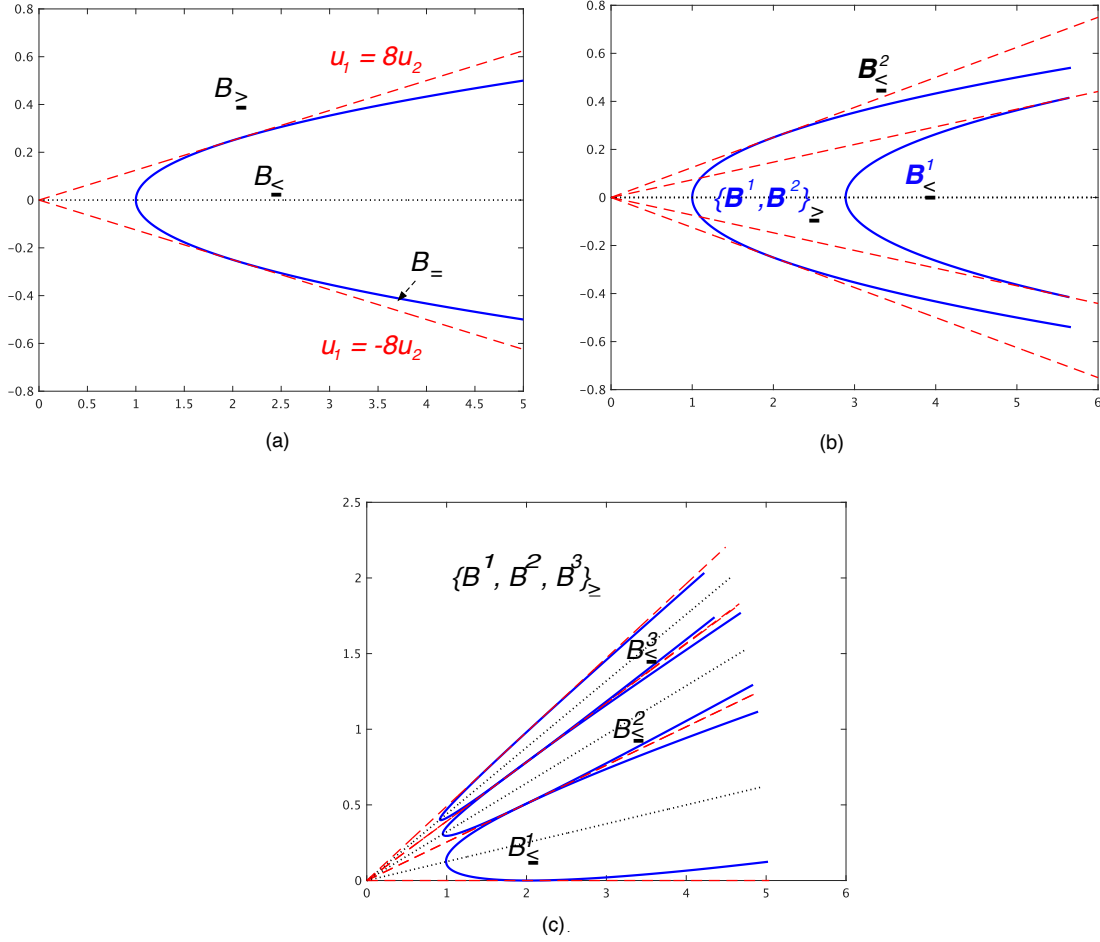 0.8
0.6
0.4
0.2
0
−0.2
−0.4
−0.6
−0.8
0 0.5 1 1.5 2 2.5 3 3.5 4 4.5 5
u₁ = 8u₂
B≥
B≤
B=
u₁ = -8u₂
(a)
0.8
0.6
0.4
0.2
0
−0.2
−0.4
−0.6
−0.8
0 1 2 3 4 5 6
B²≤
B¹≤
{B¹,B²}≥
(b)
2.5
2
1.5
1
0.5
0
0 1 2 3 4 5 6
{B¹, B², B³}≥
B³≤
B²≤
B¹≤
(c).